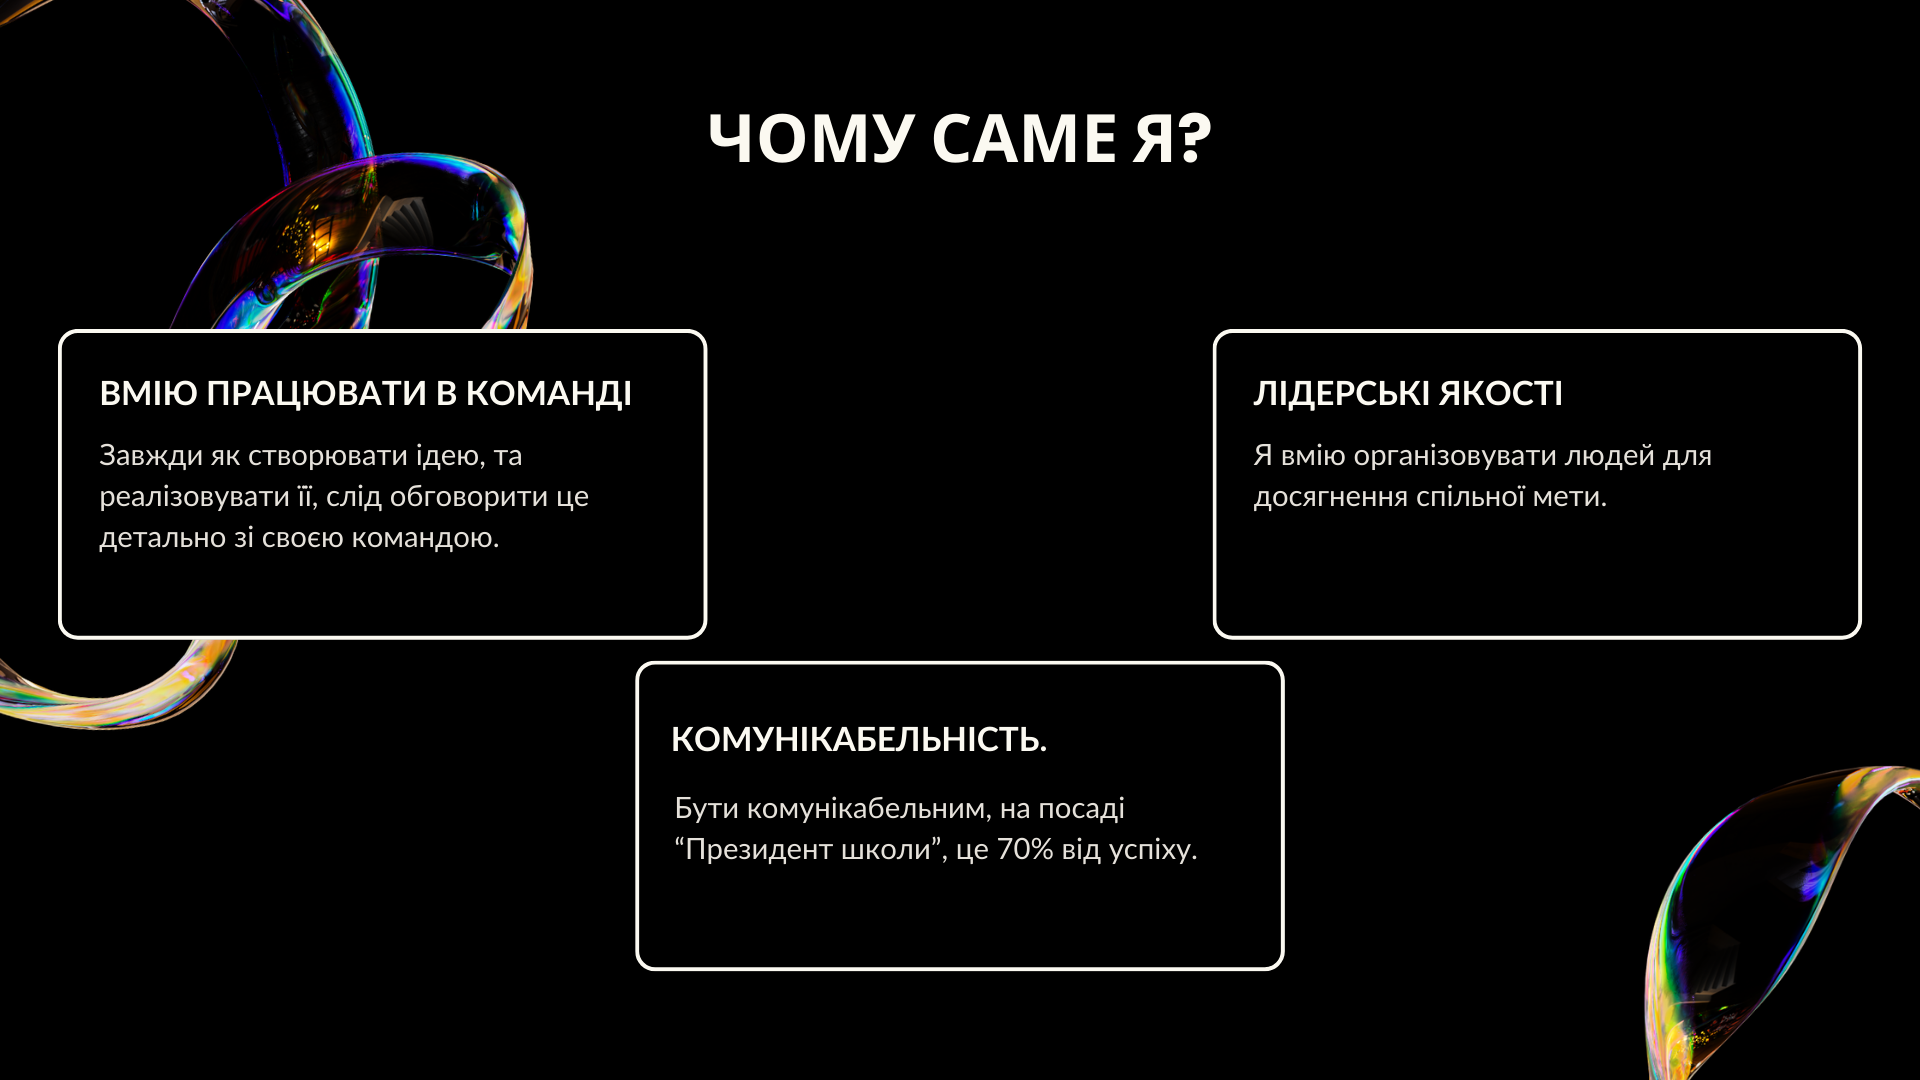 ЧОМУ САМЕ Я?
ВМІЮ ПРАЦЮВАТИ В КОМАНДІ
Завжди як створювати ідею, та
реалізовувати її, слід обговорити це
детально зі своєю командою.
ЛІДЕРСЬКІ ЯКОСТІ
Я вмію організовувати людей для
досягнення спільної мети.
КОМУНІКАБЕЛЬНІСТЬ.
Бути комунікабельним, на посаді
“Президент школи”, це 70% від успіху.